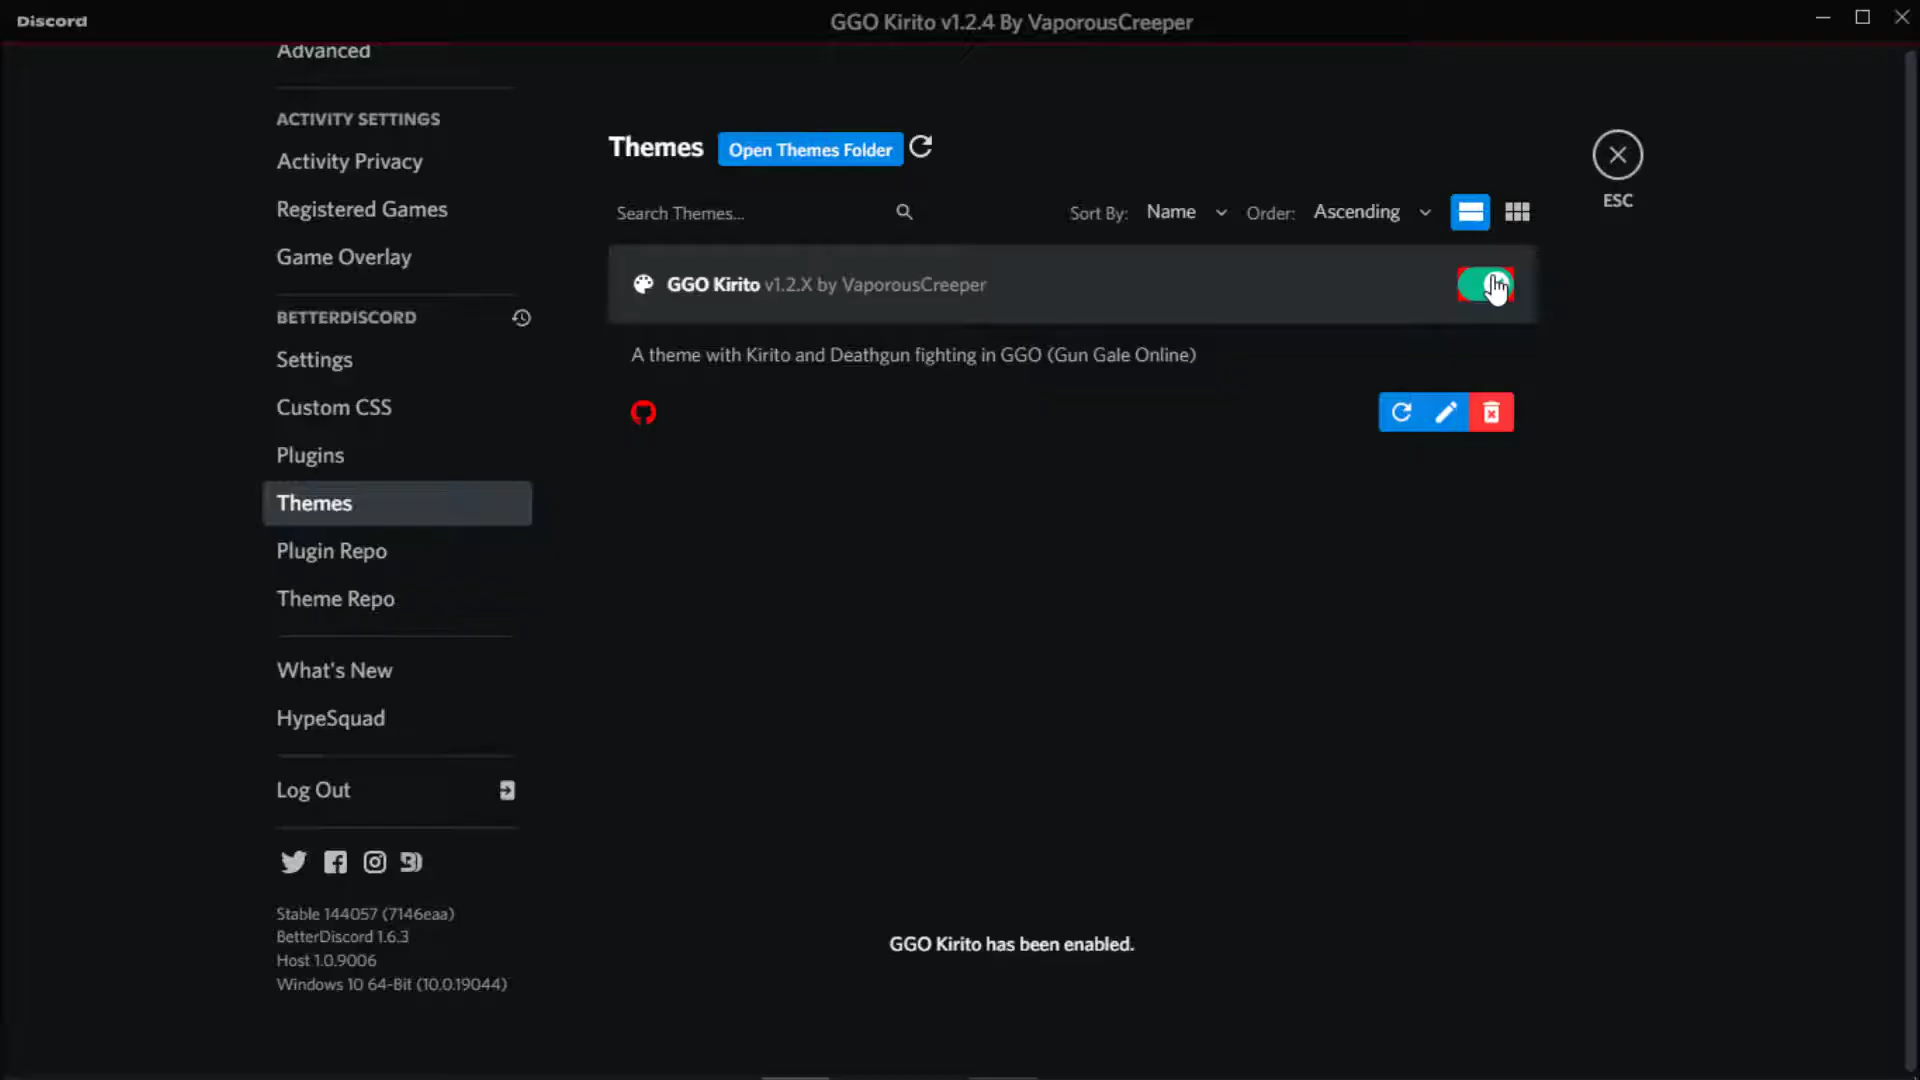 Discord
GGO Kirito v1.2.4 By VaporousCreeper
Advanced
ACTIVITY SETTINGS
Activity Privacy
Registered Games
Game Overlay
BETTERDISCORD
Settings
Custom CSS
Plugins
Themes
Plugin Repo
Theme Repo
What's New
HypeSquad
Log Out
Stable 144057 (7146eaa)
BetterDiscord 1.6.3
Host 1.0.9006
Windows 10 64-Bit (10.0.19044)
Themes
Open Themes Folder
Search Themes...
Sort By: Name Order: Ascending
GGO Kirito v1.2.X by VaporousCreeper
A theme with Kirito and Deathgun fighting in GGO (Gun Gale Online)
GGO Kirito has been enabled.
ESC